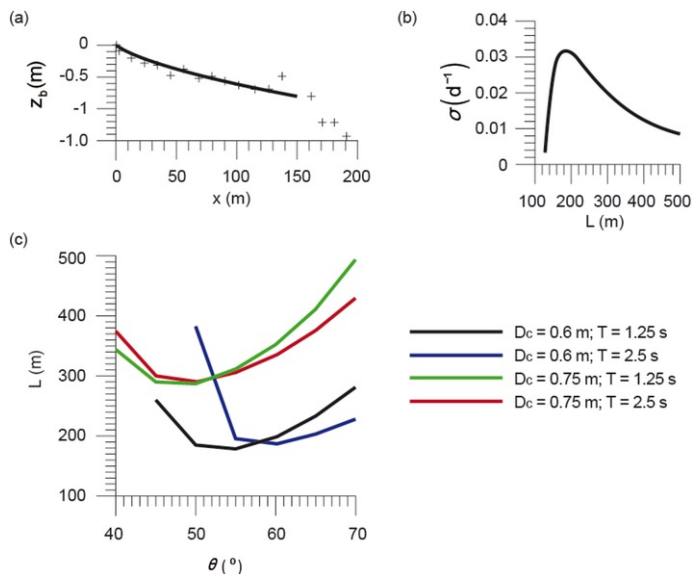 (a)
0
-0.5
-1
-1.0
z_b(m)
0 50 100 150 200
x (m)
(b)
0.04
0.03
0.02
0.01
0
σ(d⁻¹)
100 200 300 400 500
L (m)
(c)
500
400
300
200
100
L (m)
40 50 60 70
θ (°)
Dc = 0.6 m; T = 1.25 s
Dc = 0.6 m; T = 2.5 s
Dc = 0.75 m; T = 1.25 s
Dc = 0.75 m; T = 2.5 s